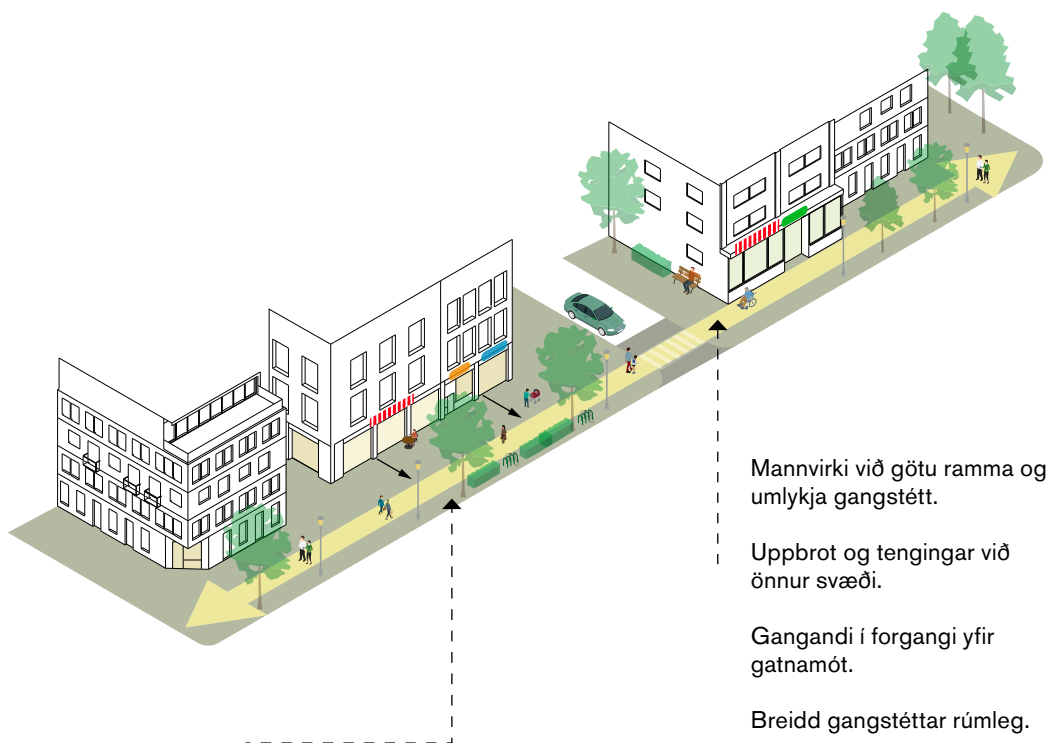 Mannvirki við götu ramma og
umlykja gangstétt.
Uppbrot og tengingar við
önnur svæði.
Gangandi í forgangi yfir
gatnamót.
Breidd gangstéttar rúmleg.